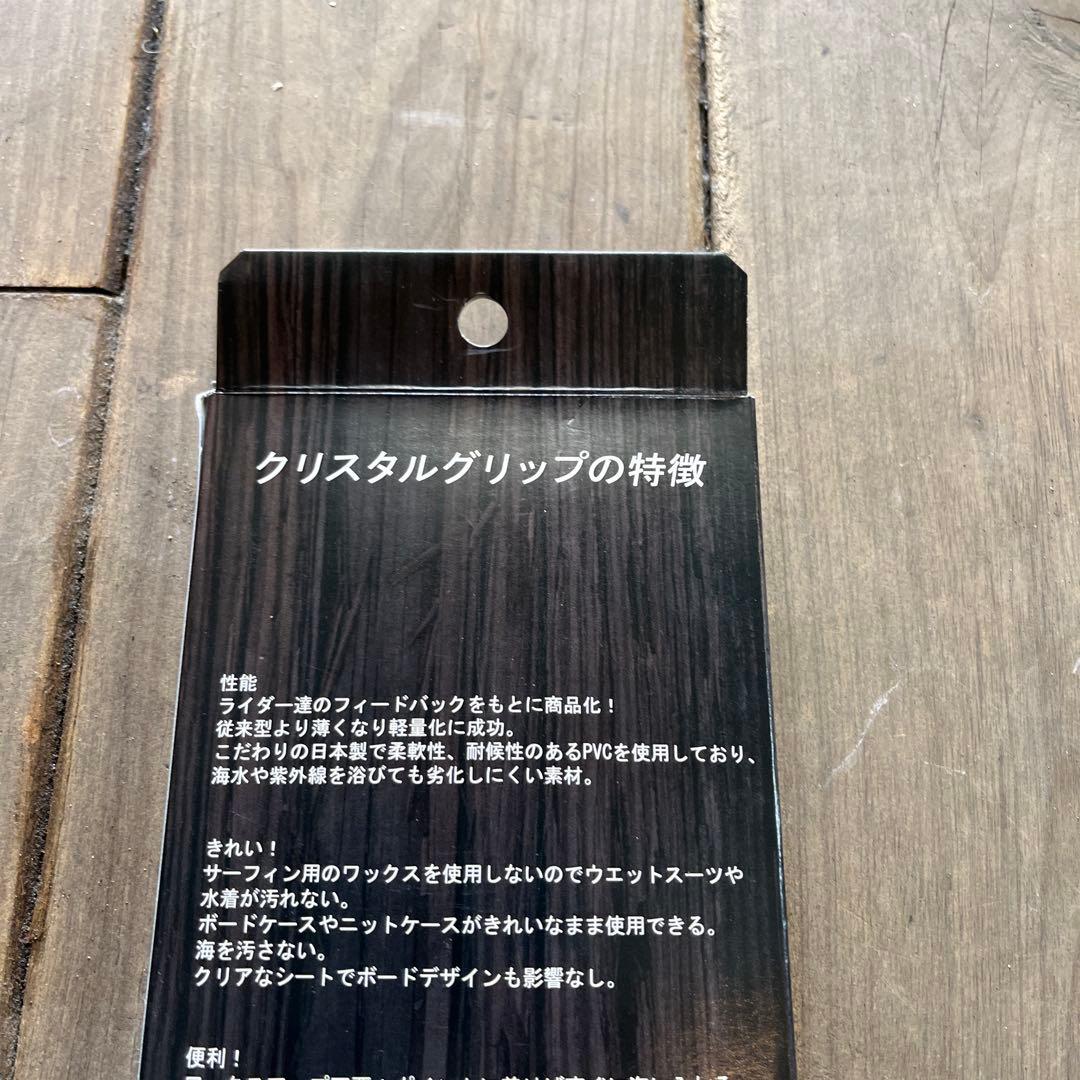 クリスタルグリップの特徴
性能
ライダー達のフィードバックをもとに商品化！
従来型より薄くなり軽量化に成功。
こだわりの日本製で柔軟性、耐候性のあるPVCを使用しており、
海水や紫外線を浴びても劣化しにくい素材。
きれい！
サーフィン用のワックスを使用しないのでウエットスーツや
水着が汚れない。
ボードケースやニットケースがきれいなまま使用できる。
海を汚さない。
クリアなシートでボードデザインも影響なし。
便利！